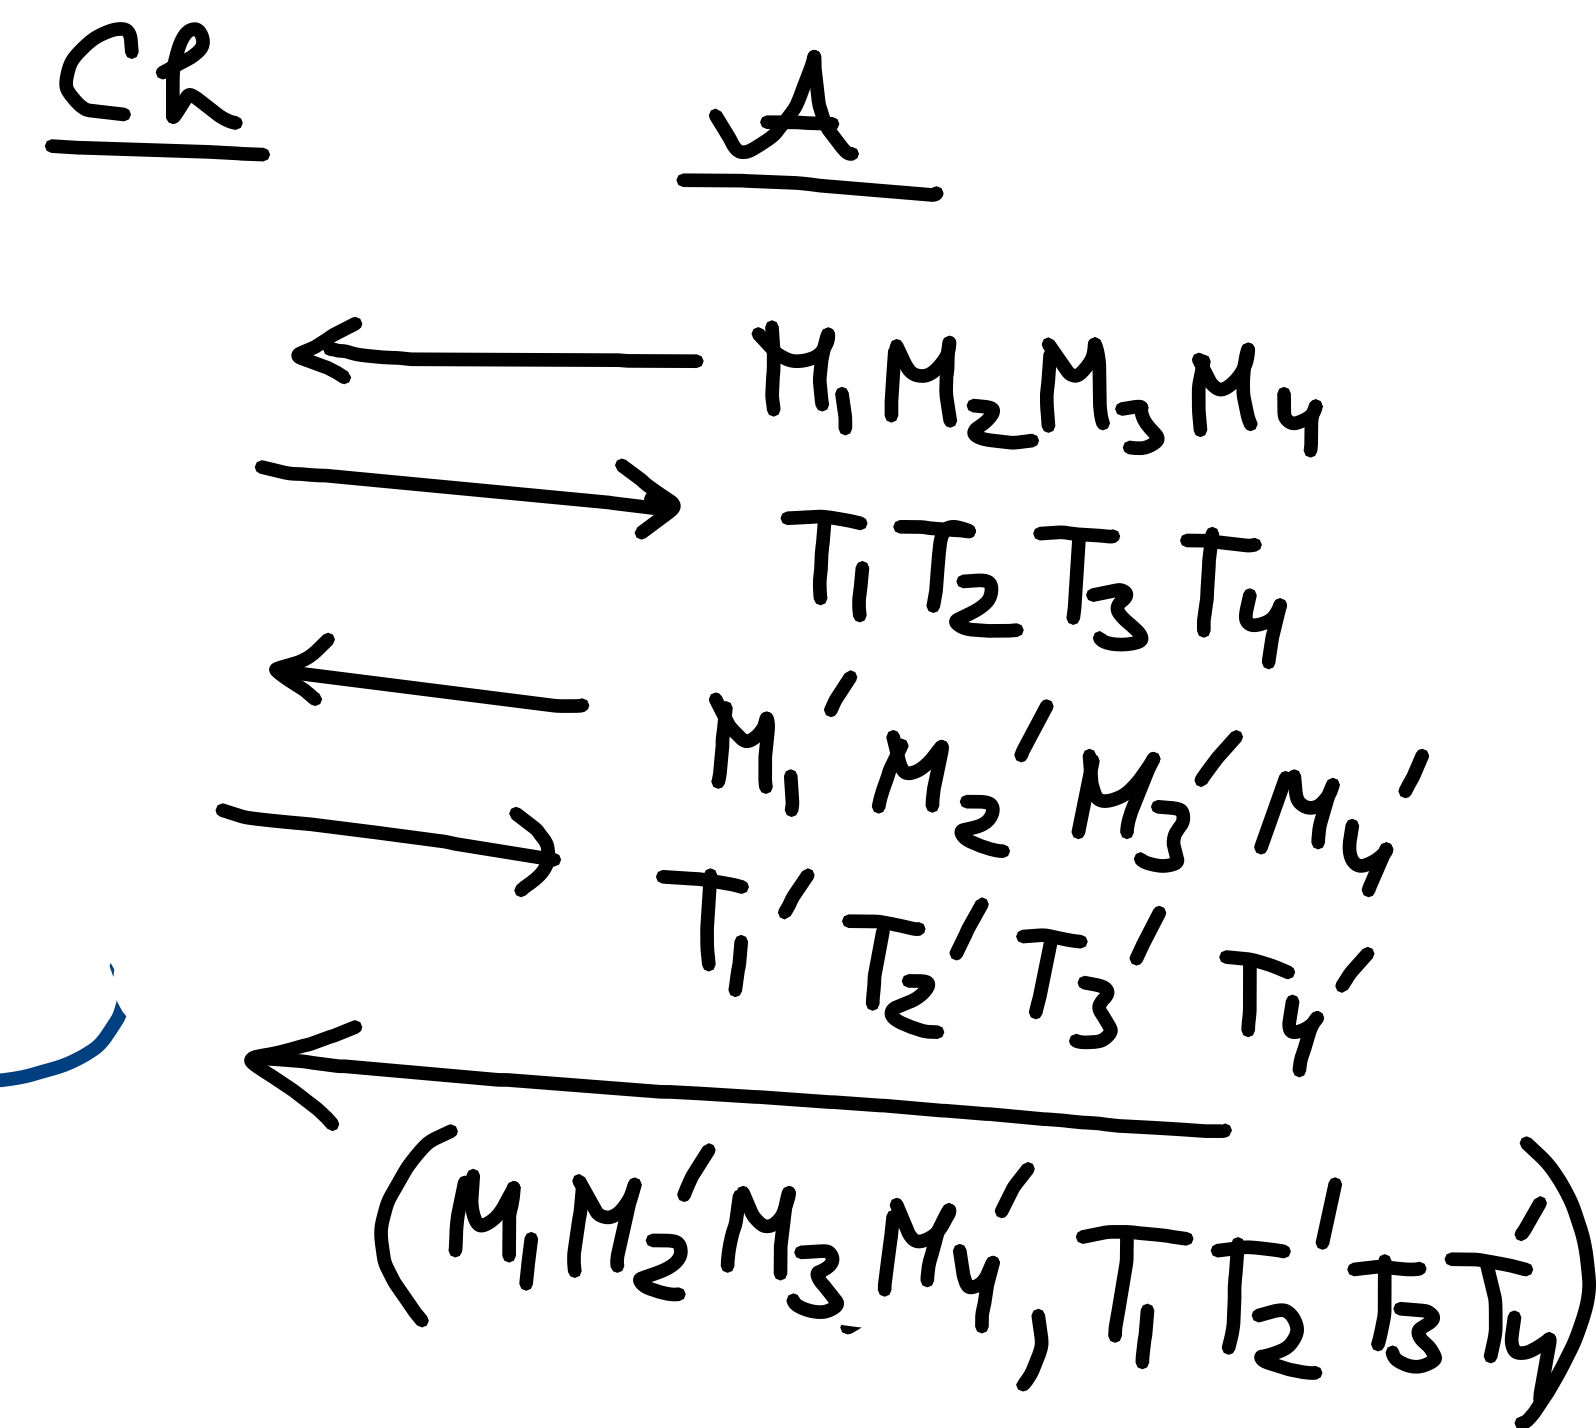 Ch A
M₁ M₂ M₃ M₄
T₁ T₂ T₃ T₄
M₁' M₂' M₃' M₄'
T₁' T₂' T₃' T₄'
(M₁ M₂' M₃ M₄', T₁ T₂' T₃ T₄')